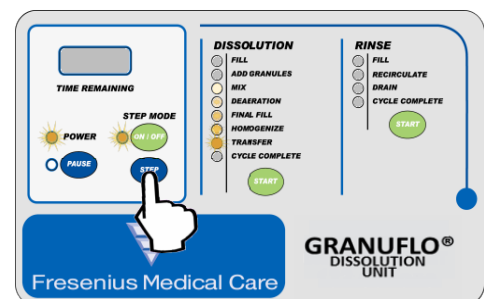 TIME REMAINING
STEP MODE
POWER
ON / OFF
PAUSE
STEP
DISSOLUTION
FILL
ADD GRANULES
MIX
DEAERATION
FINAL FILL
HOMOGENIZE
TRANSFER
CYCLE COMPLETE
START
RINSE
FILL
RECIRCULATE
DRAIN
CYCLE COMPLETE
START
Fresenius Medical Care
GRANUFLO®
DISSOLUTION
UNIT